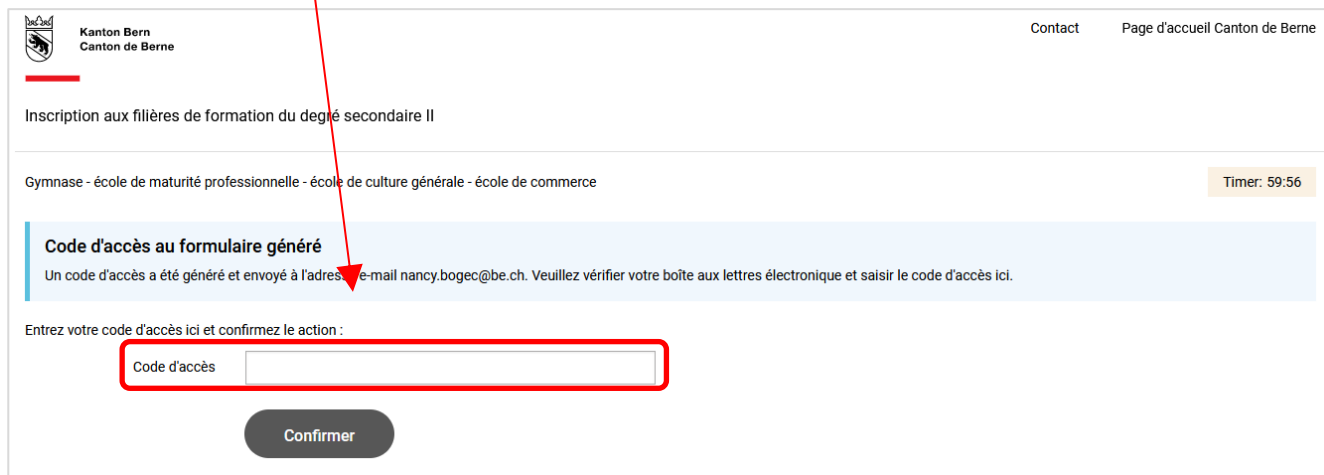 Kanton Bern
Canton de Berne
Contact
Page d'accueil Canton de Berne
Inscription aux filières de formation du degré secondaire II
Gymnase - école de maturité professionnelle - école de culture générale - école de commerce
Timer: 59:56
Code d'accès au formulaire généré
Un code d'accès a été généré et envoyé à l'adresse e-mail nancy.bogec@be.ch. Veuillez vérifier votre boîte aux lettres électronique et saisir le code d'accès ici.
Entrez votre code d'accès ici et confirmez le action :
Code d'accès
Confirmer